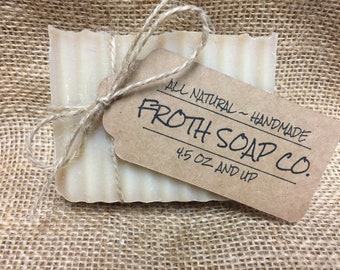 ALL NATURAL ~ HANDMADE
FROTH SOAP CO.
4.5 OZ AND UP